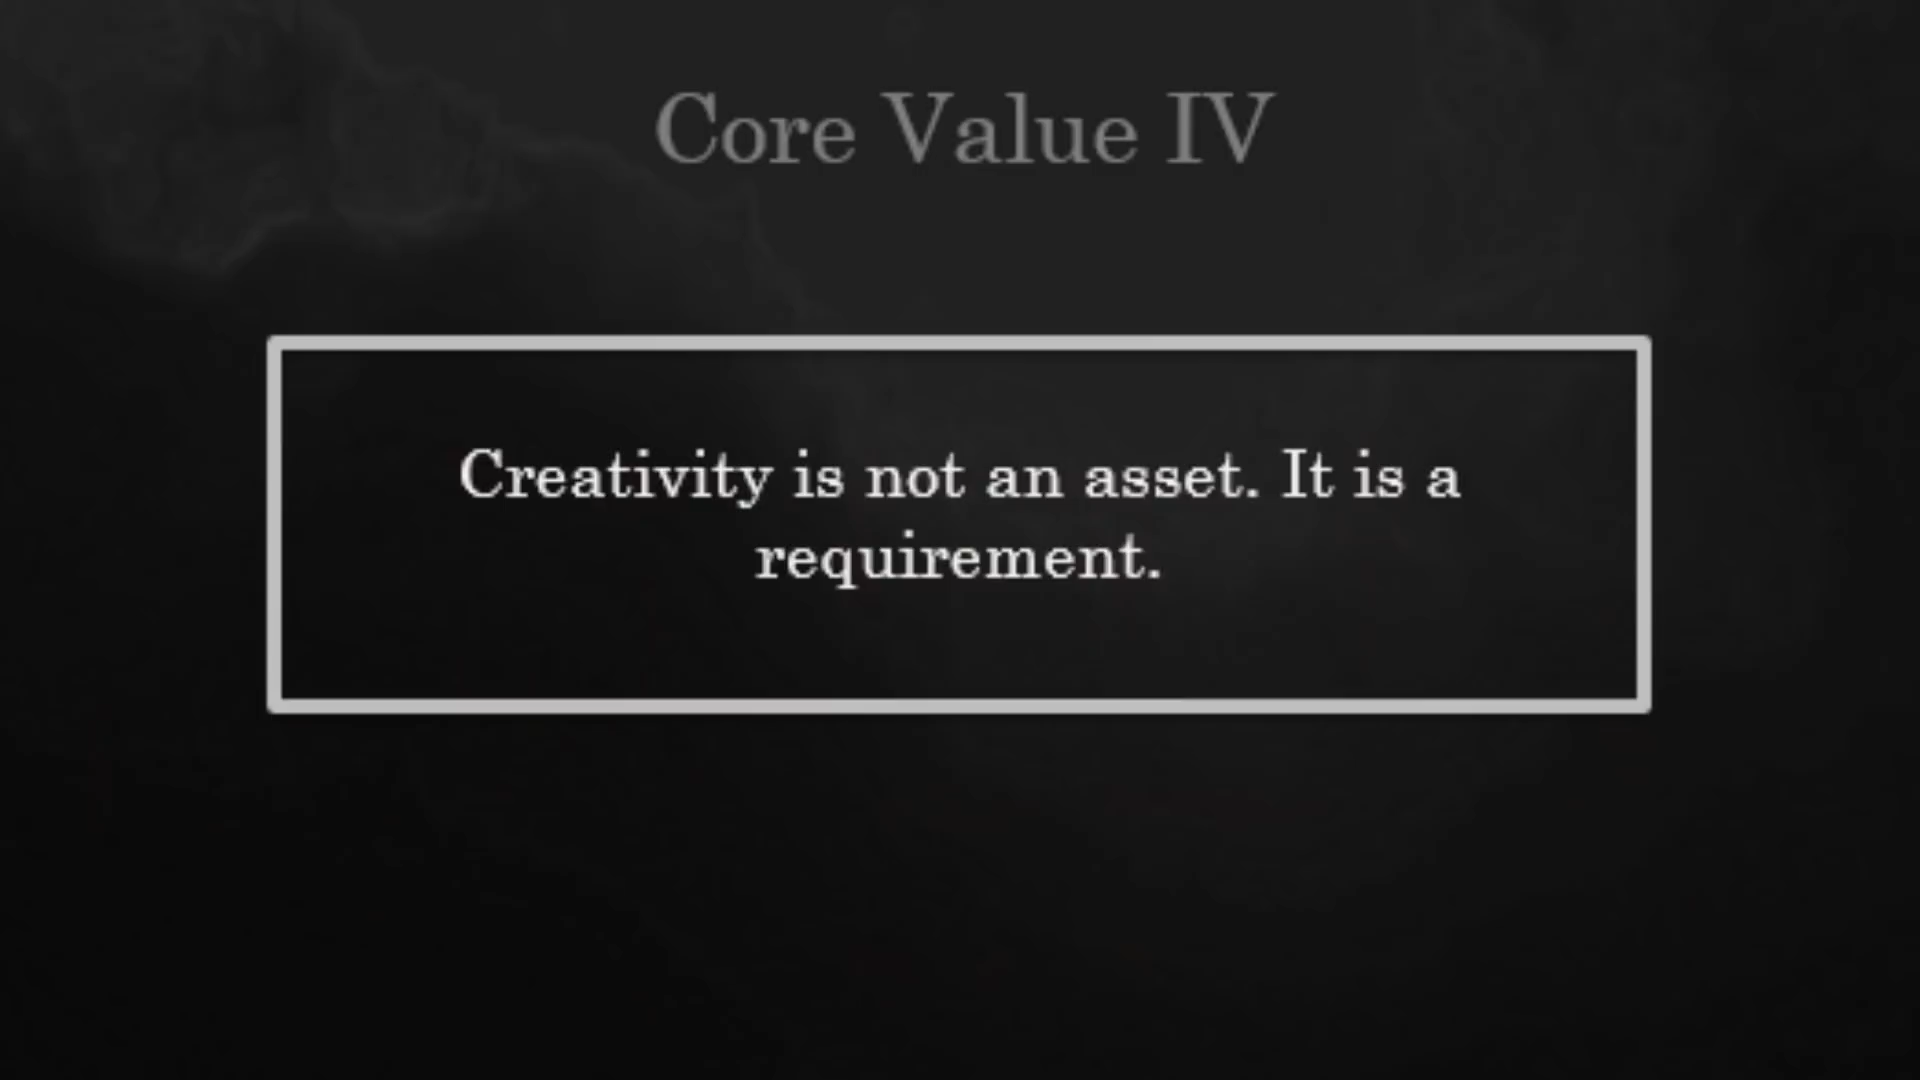 Core Value IV
Creativity is not an asset. It is a
requirement.